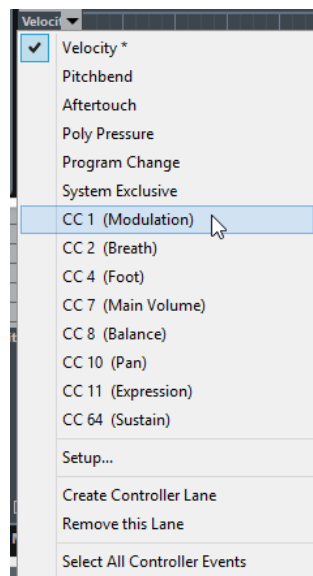 Velocit
Velocity *
Pitchbend
Aftertouch
Poly Pressure
Program Change
System Exclusive
CC 1 (Modulation)
CC 2 (Breath)
CC 4 (Foot)
CC 7 (Main Volume)
CC 8 (Balance)
CC 10 (Pan)
CC 11 (Expression)
CC 64 (Sustain)
Setup...
Create Controller Lane
Remove this Lane
Select All Controller Events